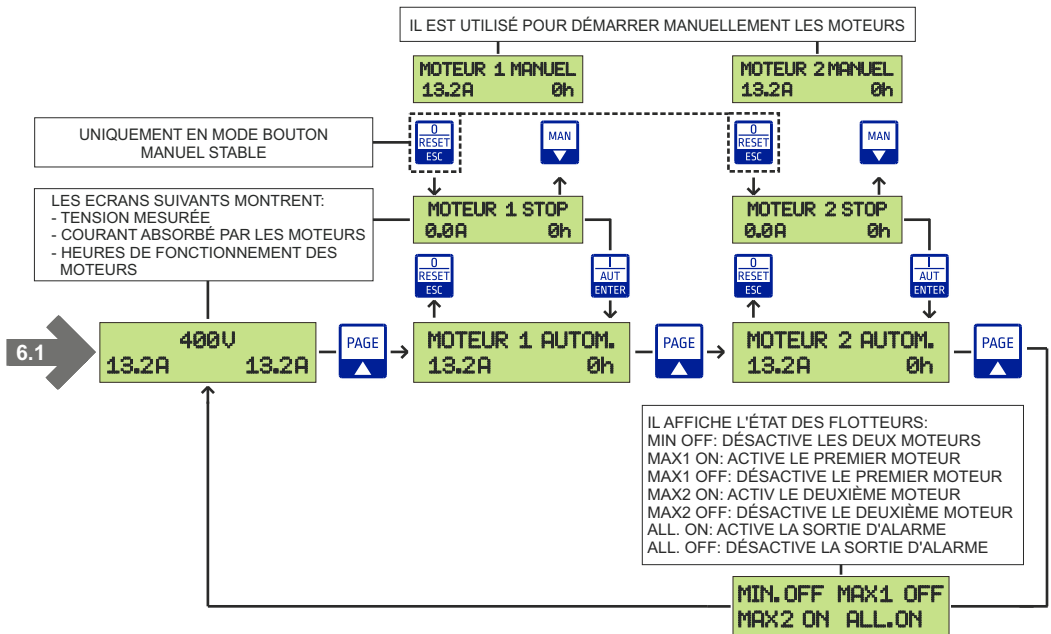 IL EST UTILISÉ POUR DÉMARRER MANUELLEMENT LES MOTEURS
MOTEUR 1 MANUEL
13.2A 0h
MOTEUR 2 MANUEL
13.2A 0h
UNIQUEMENT EN MODE BOUTON
MANUEL STABLE
0
RESET
ESC
MAN
0
RESET
ESC
MAN
LES ECRANS SUIVANTS MONTRENT:
- TENSION MESURÉE
- COURANT ABSORBÉ PAR LES MOTEURS
- HEURES DE FONCTIONNEMENT DES
MOTEURS
MOTEUR 1 STOP
0.0A 0h
MOTEUR 2 STOP
0.0A 0h
0
RESET
ESC
I
AUT
ENTER
0
RESET
ESC
I
AUT
ENTER
6.1
400V
13.2A 13.2A
PAGE
MOTEUR 1 AUTOM.
13.2A 0h
PAGE
MOTEUR 2 AUTOM.
13.2A 0h
PAGE
IL AFFICHE L'ÉTAT DES FLOTTEURS:
MIN OFF: DÉSACTIVE LES DEUX MOTEURS
MAX1 ON: ACTIVE LE PREMIER MOTEUR
MAX1 OFF: DÉSACTIVE LE PREMIER MOTEUR
MAX2 ON: ACTIV LE DEUXIÈME MOTEUR
MAX2 OFF: DÉSACTIVE LE DEUXIÈME MOTEUR
ALL. ON: ACTIVE LA SORTIE D'ALARME
ALL. OFF: DÉSACTIVE LA SORTIE D'ALARME
MIN.OFF MAX1 OFF
MAX2 ON ALL.ON